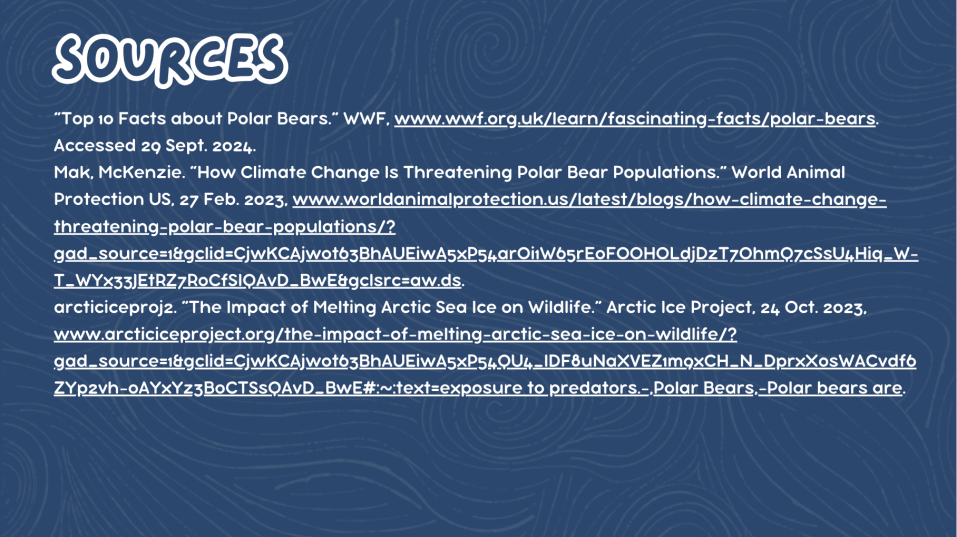 SOURCES
"Top 10 Facts about Polar Bears." WWF, www.wwf.org.uk/learn/fascinating-facts/polar-bears.
Accessed 29 Sept. 2024.
Mak, McKenzie. "How Climate Change Is Threatening Polar Bear Populations." World Animal
Protection US, 27 Feb. 2023, www.worldanimalprotection.us/latest/blogs/how-climate-change-
threatening-polar-bear-populations/?
gad_source=1&gclid=CjwKCAjwot63BhAUEiwA5xP54arOi1W65rEoFOOHOLdjDzT7OhmQ7cSsU4Hiq_W-
T_WYx33JEtRZ7RoCfSIQAvD_BwE&gclsrc=aw.ds.
arcticiceproj2. "The Impact of Melting Arctic Sea Ice on Wildlife." Arctic Ice Project, 24 Oct. 2023,
www.arcticiceproject.org/the-impact-of-melting-arctic-sea-ice-on-wildlife/?
gad_source=1&gclid=CjwKCAjwot63BhAUEiwA5xP54QU4_IDF8uNaXVEZ1mqxCH_N_DprxXosWACvdf6
ZYp2vh-oAYxYz3BoCTSsQAvD_BwE#:~:text=exposure to predators.-,Polar Bears,-Polar bears are.